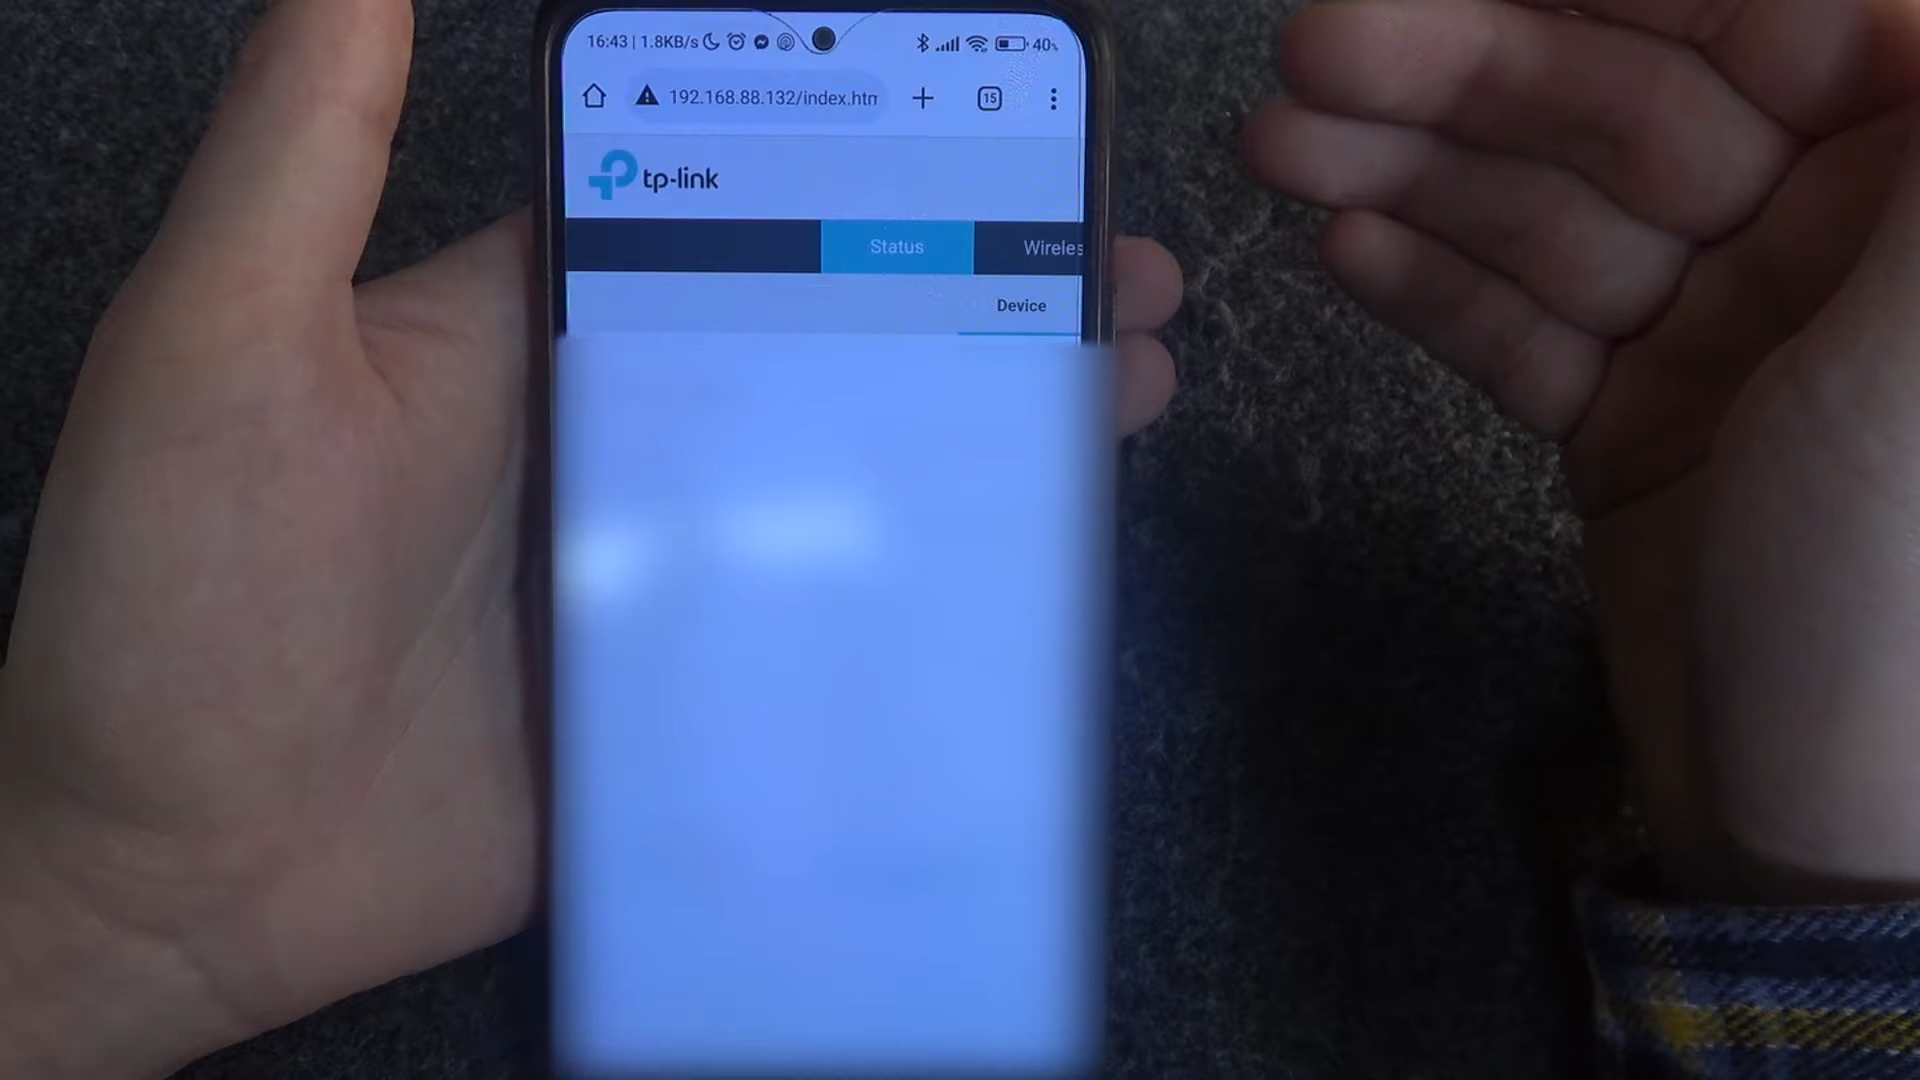 16:43 | 1.8KB/s 40%
192.168.88.132/index.htm 15
tp-link
Status Wireles
Device